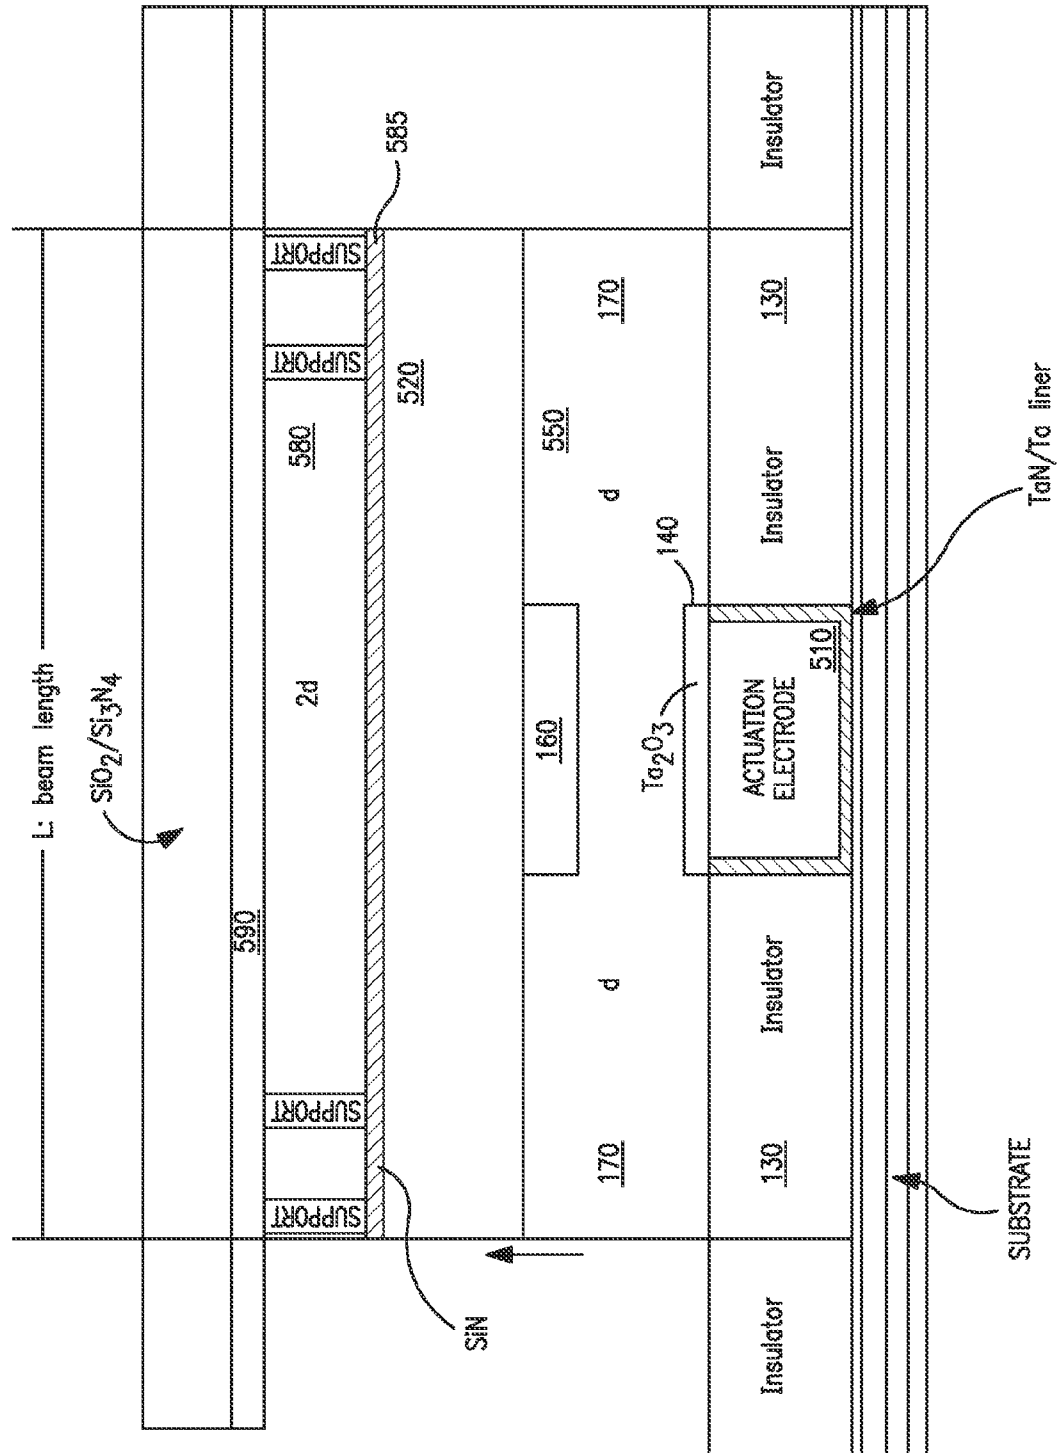 L: beam length
SiO2/Si3N4
590
SUPPORT
SUPPORT
2d
580
SUPPORT
SUPPORT
585
SiN
520
160
550
170
d
d
170
Ta2O3
140
Insulator
130
Insulator
ACTUATION
ELECTRODE
510
Insulator
130
Insulator
SUBSTRATE
TaN/Ta liner